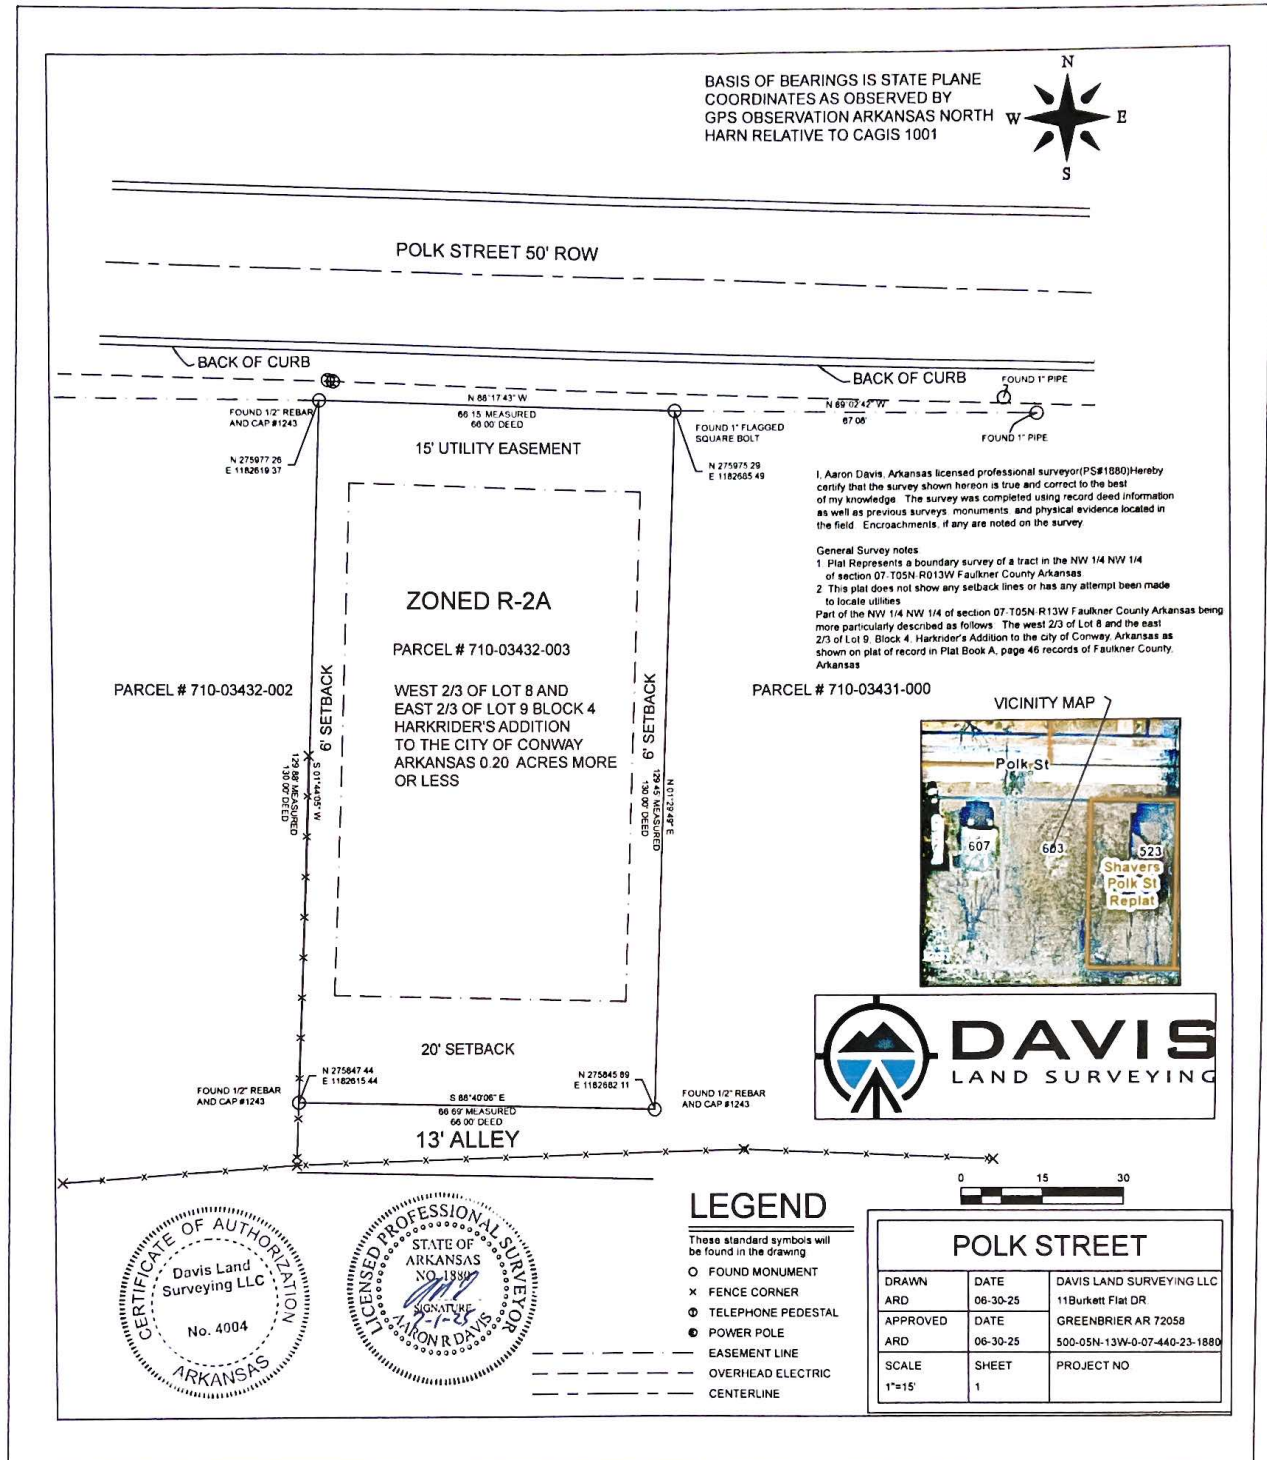 BASIS OF BEARINGS IS STATE PLANE
COORDINATES AS OBSERVED BY
GPS OBSERVATION ARKANSAS NORTH
HARN RELATIVE TO CAGIS 1001
N
W
E
S
POLK STREET 50' ROW
BACK OF CURB
BACK OF CURB
FOUND 1" PIPE
FOUND 1/2" REBAR
AND CAP #1243
N 88°17'43" W
66.15 MEASURED
66.00' DEED
N 89°02'42" W
67.06'
FOUND 1" FLAGGED
SQUARE BOLT
FOUND 1" PIPE
15' UTILITY EASEMENT
N 275977.26
E 1182619.37
N 275975.29
E 1182685.49
I, Aaron Davis, Arkansas licensed professional surveyor(PS#1880)Hereby
certify that the survey shown hereon is true and correct to the best
of my knowledge. The survey was completed using record deed information
as well as previous surveys, monuments, and physical evidence located in
the field. Encroachments, if any are noted on the survey
General Survey notes
1. Plat Represents a boundary survey of a tract in the NW 1/4 NW 1/4
of section 07-T05N-R013W Faulkner County Arkansas
2. This plat does not show any setback lines or has any attempt been made
to locate utilities
Part of the NW 1/4 NW 1/4 of section 07-T05N-R13W Faulkner County Arkansas being
more particularly described as follows: The west 2/3 of Lot 8 and the east
2/3 of Lot 9, Block 4, Harkrider's Addition to the city of Conway, Arkansas as
shown on plat of record in Plat Book A, page 46 records of Faulkner County,
Arkansas
ZONED R-2A
PARCEL # 710-03432-003
WEST 2/3 OF LOT 8 AND
EAST 2/3 OF LOT 9 BLOCK 4
HARKRIDER'S ADDITION
TO THE CITY OF CONWAY
ARKANSAS 0.20 ACRES MORE
OR LESS
PARCEL # 710-03432-002
6' SETBACK
S 01°44'05" W
129.88' MEASURED
130.00' DEED
6' SETBACK
N 01°29'49" E
129.45 MEASURED
130.00' DEED
PARCEL # 710-03431-000
VICINITY MAP
Polk St
607
603
523
Shavers
Polk St
Replat
DAVIS
LAND SURVEYING
20' SETBACK
N 275847.44
E 1182615.44
N 275845.89
E 1182682.11
FOUND 1/2" REBAR
AND CAP #1243
S 88°40'06" E
66.69' MEASURED
66.00' DEED
FOUND 1/2" REBAR
AND CAP #1243
13' ALLEY
0 15 30
CERTIFICATE OF AUTHORIZATION
Davis Land
Surveying LLC
No. 4004
ARKANSAS
LICENSED PROFESSIONAL SURVEYOR
STATE OF
ARKANSAS
NO. 1880
SIGNATURE
7-1-25
AARON R DAVIS
LEGEND
These standard symbols will
be found in the drawing
FOUND MONUMENT
FENCE CORNER
TELEPHONE PEDESTAL
POWER POLE
EASEMENT LINE
OVERHEAD ELECTRIC
CENTERLINE
POLK STREET
DRAWN DATE DAVIS LAND SURVEYING LLC
ARD 06-30-25 11Burkett Flat DR
APPROVED DATE GREENBRIER AR 72058
ARD 06-30-25 500-05N-13W-0-07-440-23-1880
SCALE SHEET PROJECT NO
1"=15' 1